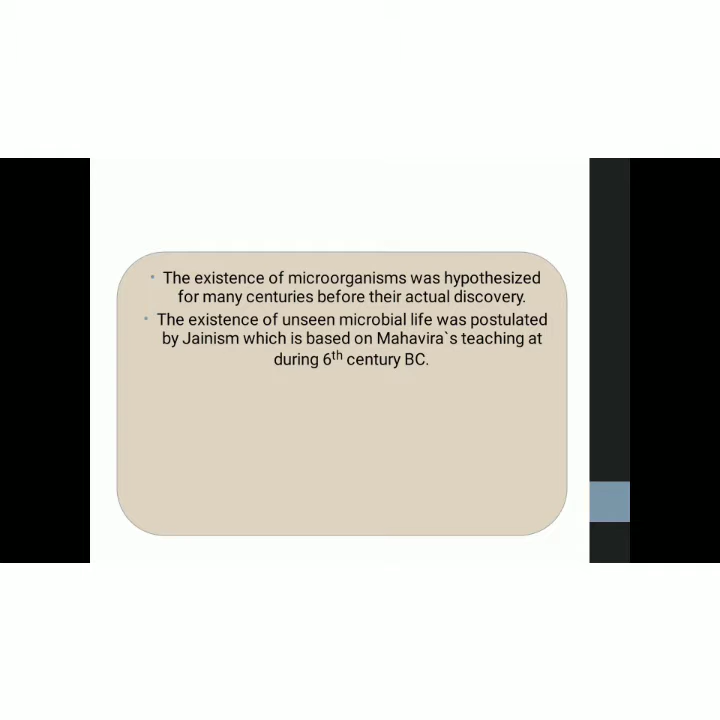 • The existence of microorganisms was hypothesized
for many centuries before their actual discovery.
• The existence of unseen microbial life was postulated
by Jainism which is based on Mahavira`s teaching at
during 6th century BC.